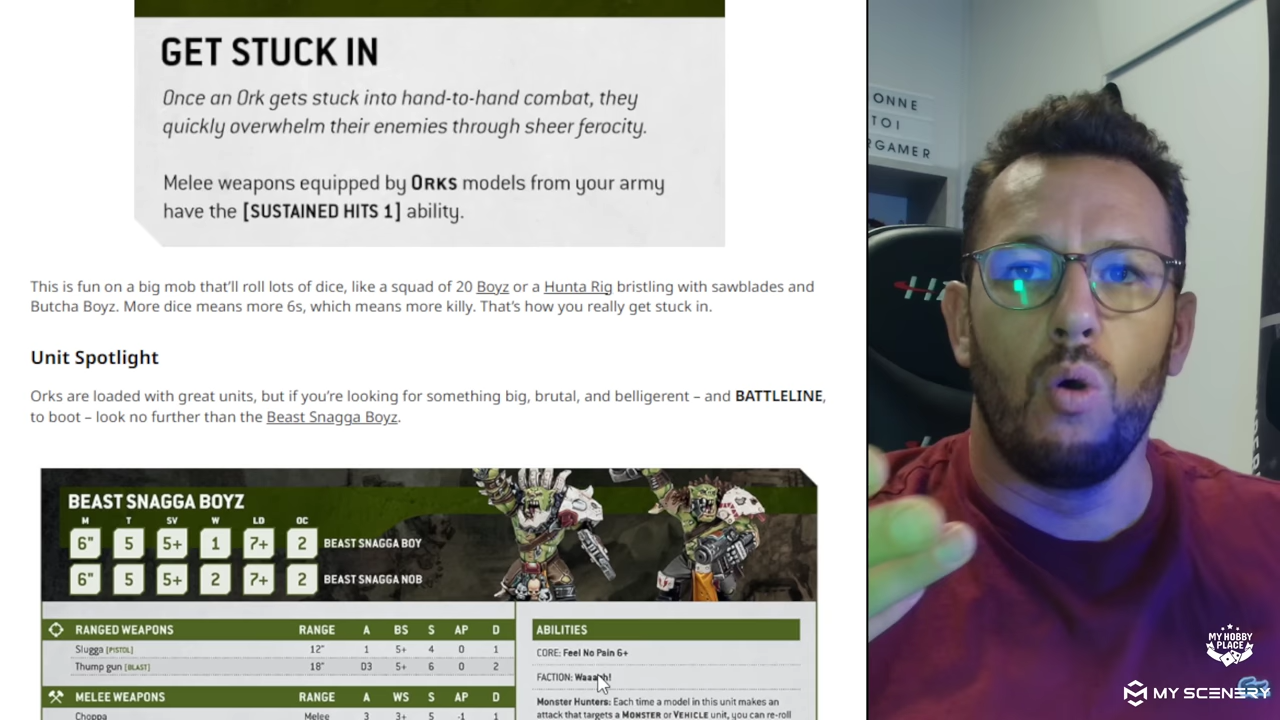 GET STUCK IN
Once an Ork gets stuck into hand-to-hand combat, they
quickly overwhelm their enemies through sheer ferocity.
Melee weapons equipped by ORKS models from your army
have the [SUSTAINED HITS 1] ability.
This is fun on a big mob that'll roll lots of dice, like a squad of 20 Boyz or a Hunta Rig bristling with sawblades and
Butcha Boyz. More dice means more 6s, which means more killy. That's how you really get stuck in.
Unit Spotlight
Orks are loaded with great units, but if you're looking for something big, brutal, and belligerent – and BATTLELINE,
to boot – look no further than the Beast Snagga Boyz.
BEAST SNAGGA BOYZ
M T SV W LD OC
6" 5 5+ 1 7+ 2 BEAST SNAGGA BOY
6" 5 5+ 2 7+ 2 BEAST SNAGGA NOB
RANGED WEAPONS RANGE A BS S AP D
Slugga [PISTOL] 12" 1 5+ 4 0 1
Thump gun [BLAST] 18" D3 5+ 6 0 2
MELEE WEAPONS RANGE A WS S AP D
Choppa Melee 3 3+ 5 -1 1
ABILITIES
CORE: Feel No Pain 6+
FACTION: Waaagh!
Monster Hunters: Each time a model in this unit makes an
attack that targets a MONSTER or VEHICLE unit, you can re-roll
ONNE
TOI
RGAMER
MY HOBBY
PLACE
MY SCENERY